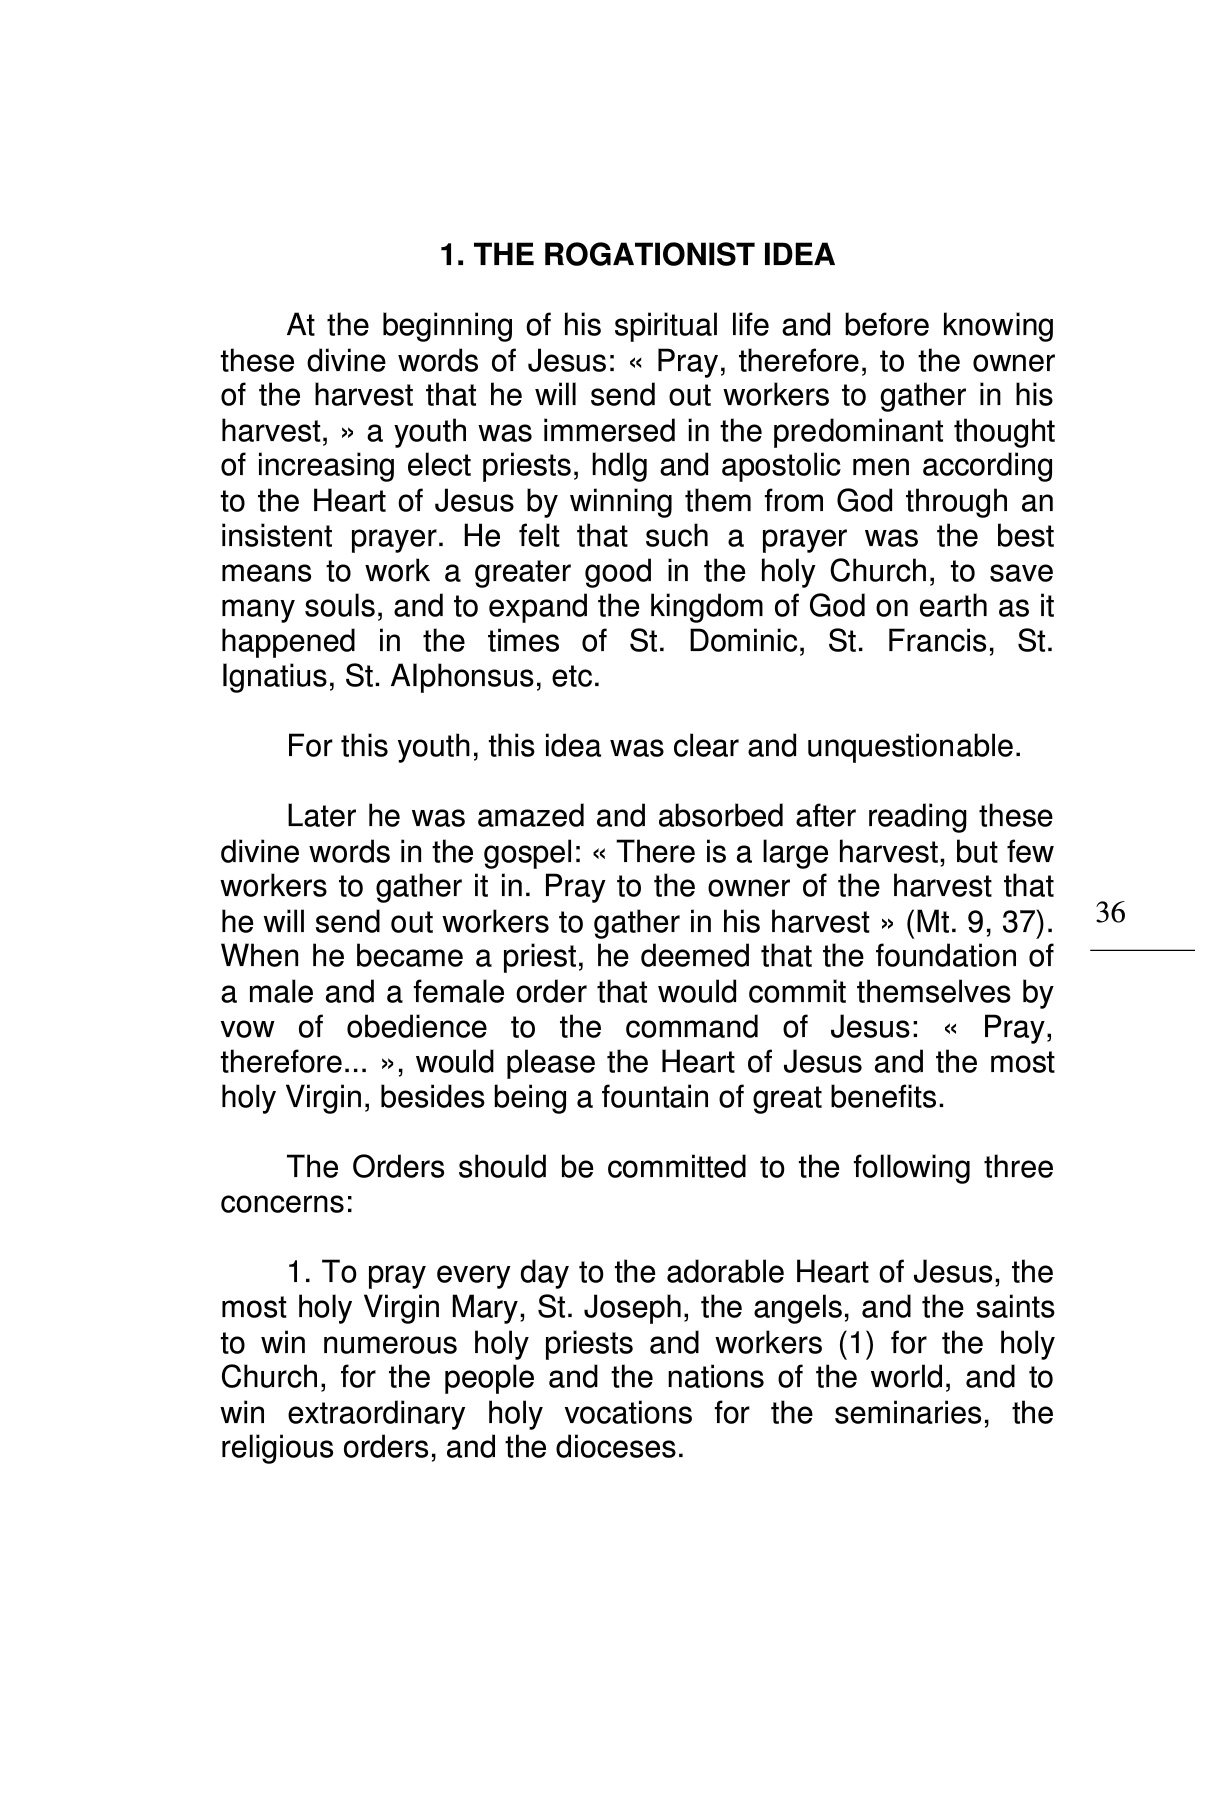 1. THE ROGATIONIST IDEA
At the beginning of his spiritual life and before knowing
these divine words of Jesus: « Pray, therefore, to the owner
of the harvest that he will send out workers to gather in his
harvest, » a youth was immersed in the predominant thought
of increasing elect priests, hdlg and apostolic men according
to the Heart of Jesus by winning them from God through an
insistent prayer. He felt that such a prayer was the best
means to work a greater good in the holy Church, to save
many souls, and to expand the kingdom of God on earth as it
happened in the times of St. Dominic, St. Francis, St.
Ignatius, St. Alphonsus, etc.
For this youth, this idea was clear and unquestionable.
Later he was amazed and absorbed after reading these
divine words in the gospel: « There is a large harvest, but few
workers to gather it in. Pray to the owner of the harvest that
he will send out workers to gather in his harvest » (Mt. 9, 37).
When he became a priest, he deemed that the foundation of
a male and a female order that would commit themselves by
vow of obedience to the command of Jesus: « Pray,
therefore... », would please the Heart of Jesus and the most
holy Virgin, besides being a fountain of great benefits.
The Orders should be committed to the following three
concerns:
1. To pray every day to the adorable Heart of Jesus, the
most holy Virgin Mary, St. Joseph, the angels, and the saints
to win numerous holy priests and workers (1) for the holy
Church, for the people and the nations of the world, and to
win extraordinary holy vocations for the seminaries, the
religious orders, and the dioceses.
36